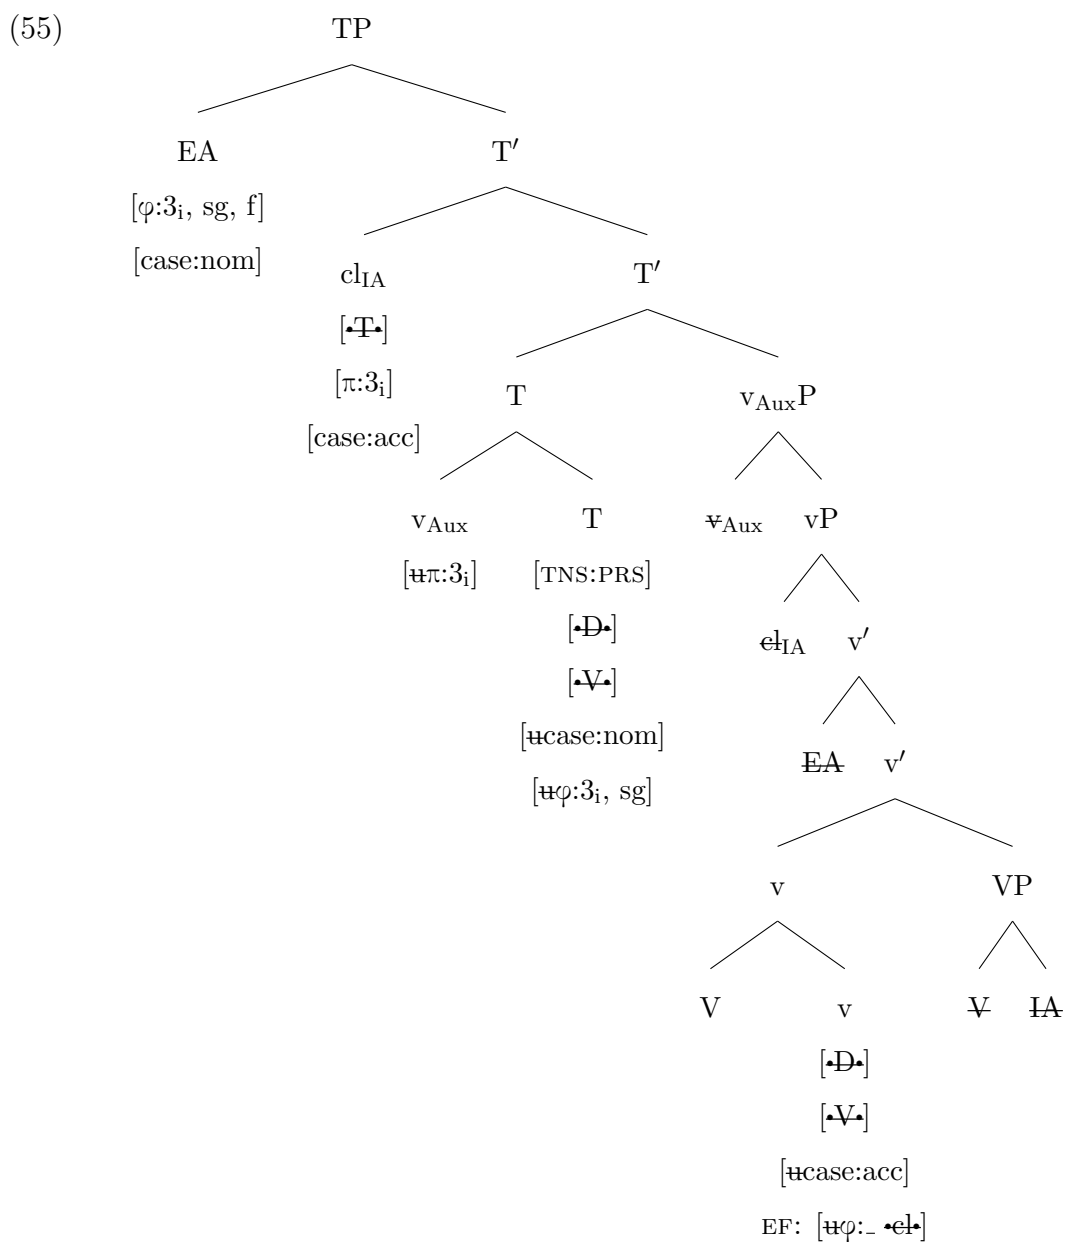 (55) TP
EA T′
[φ:3i, sg, f]
[case:nom] clIA T′
[•T•]
[π:3i] T vAuxP
[case:acc]
vAux T vAux vP
[uπ:3i] [TNS:PRS]
[•D•] clIA v′
[•V•]
[ucase:nom] EA v′
[uφ:3i, sg]
v VP
V v V IA
[•D•]
[•V•]
[ucase:acc]
EF: [uφ:_ •cl•]